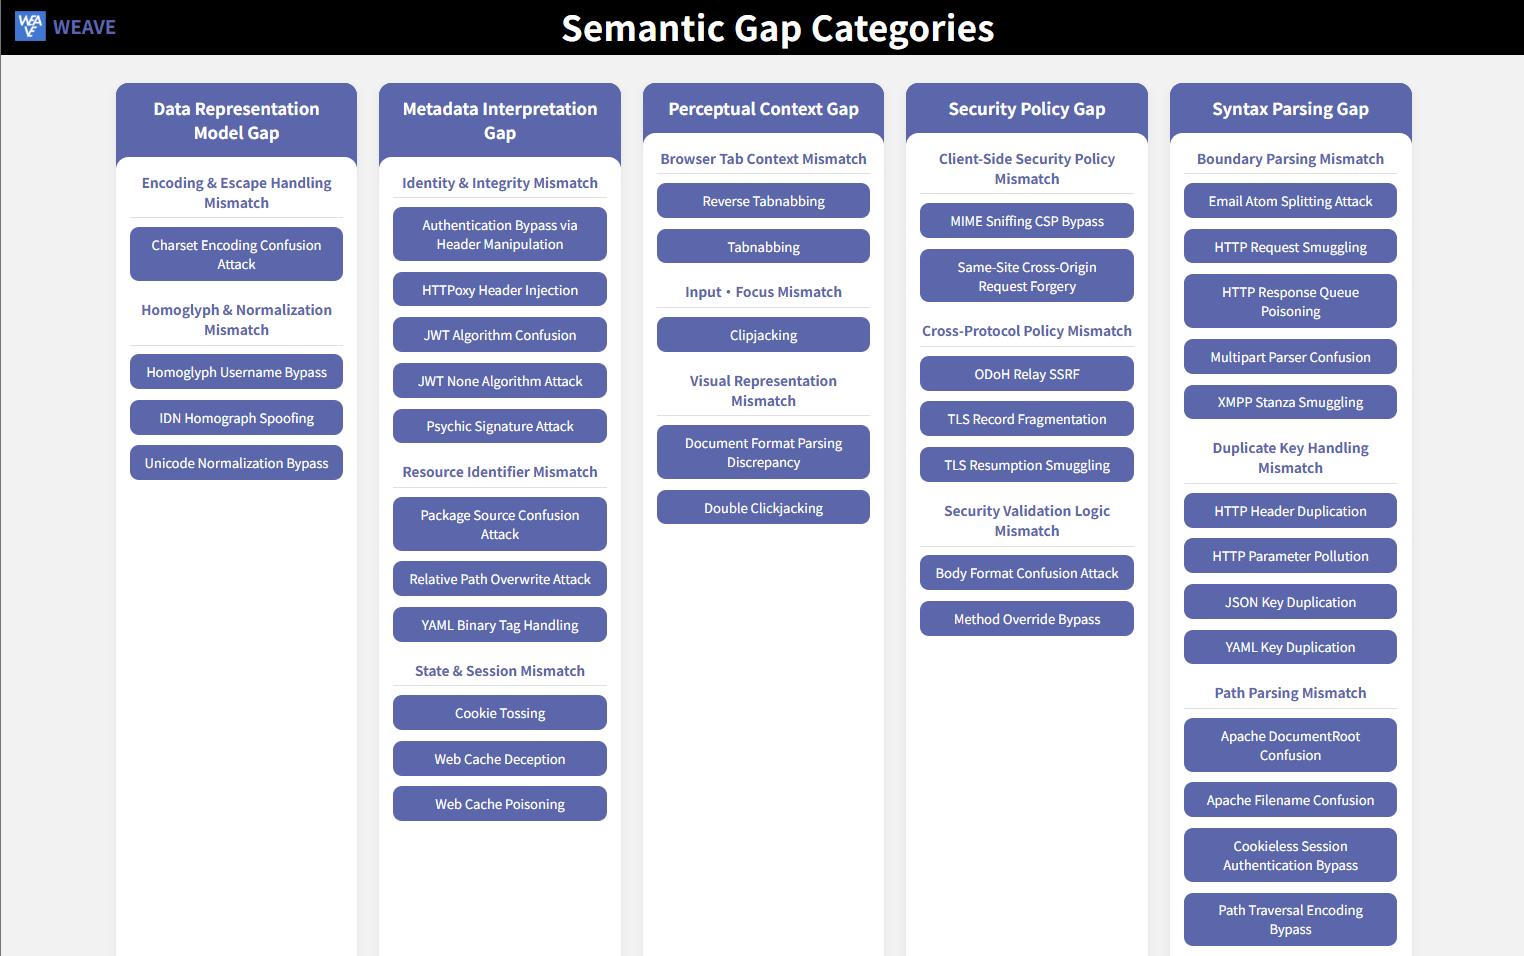 WEAVE
WEAVE
Semantic Gap Categories
Data Representation
Model Gap
Encoding & Escape Handling
Mismatch
Charset Encoding Confusion
Attack
Homoglyph & Normalization
Mismatch
Homoglyph Username Bypass
IDN Homograph Spoofing
Unicode Normalization Bypass
Metadata Interpretation
Gap
Identity & Integrity Mismatch
Authentication Bypass via
Header Manipulation
HTTPoxy Header Injection
JWT Algorithm Confusion
JWT None Algorithm Attack
Psychic Signature Attack
Resource Identifier Mismatch
Package Source Confusion
Attack
Relative Path Overwrite Attack
YAML Binary Tag Handling
State & Session Mismatch
Cookie Tossing
Web Cache Deception
Web Cache Poisoning
Perceptual Context Gap
Browser Tab Context Mismatch
Reverse Tabnabbing
Tabnabbing
Input・Focus Mismatch
Clipjacking
Visual Representation
Mismatch
Document Format Parsing
Discrepancy
Double Clickjacking
Security Policy Gap
Client-Side Security Policy
Mismatch
MIME Sniffing CSP Bypass
Same-Site Cross-Origin
Request Forgery
Cross-Protocol Policy Mismatch
ODoH Relay SSRF
TLS Record Fragmentation
TLS Resumption Smuggling
Security Validation Logic
Mismatch
Body Format Confusion Attack
Method Override Bypass
Syntax Parsing Gap
Boundary Parsing Mismatch
Email Atom Splitting Attack
HTTP Request Smuggling
HTTP Response Queue
Poisoning
Multipart Parser Confusion
XMPP Stanza Smuggling
Duplicate Key Handling
Mismatch
HTTP Header Duplication
HTTP Parameter Pollution
JSON Key Duplication
YAML Key Duplication
Path Parsing Mismatch
Apache DocumentRoot
Confusion
Apache Filename Confusion
Cookieless Session
Authentication Bypass
Path Traversal Encoding
Bypass